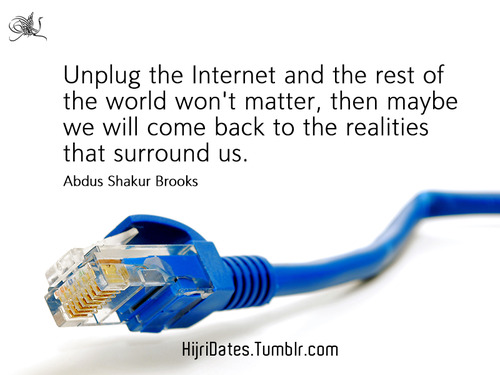 Unplug the Internet and the rest of
the world won't matter, then maybe
we will come back to the realities
that surround us.
Abdus Shakur Brooks
HijriDates.Tumblr.com